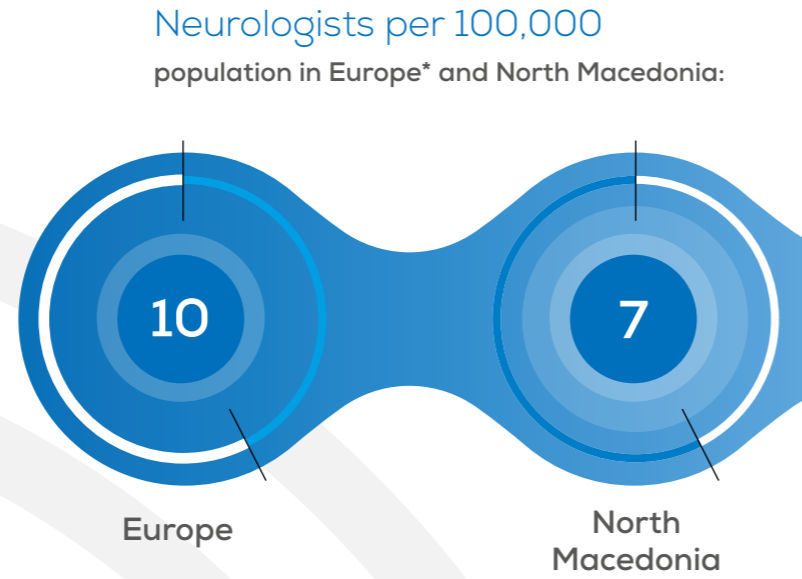 Neurologists per 100,000
population in Europe* and North Macedonia:
10
7
Europe
North
Macedonia